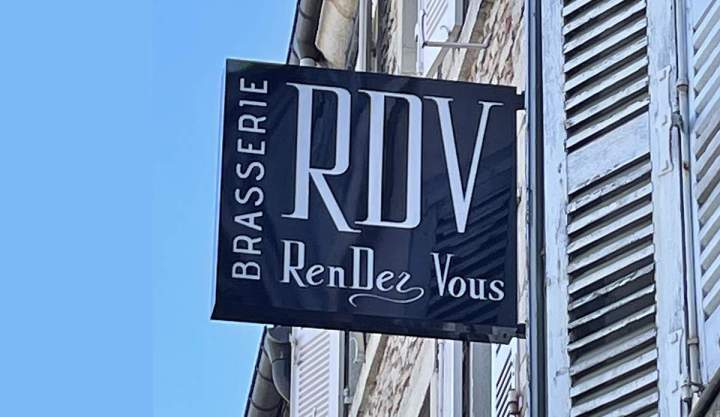 BRASSERIE
RDV
RenDez Vous